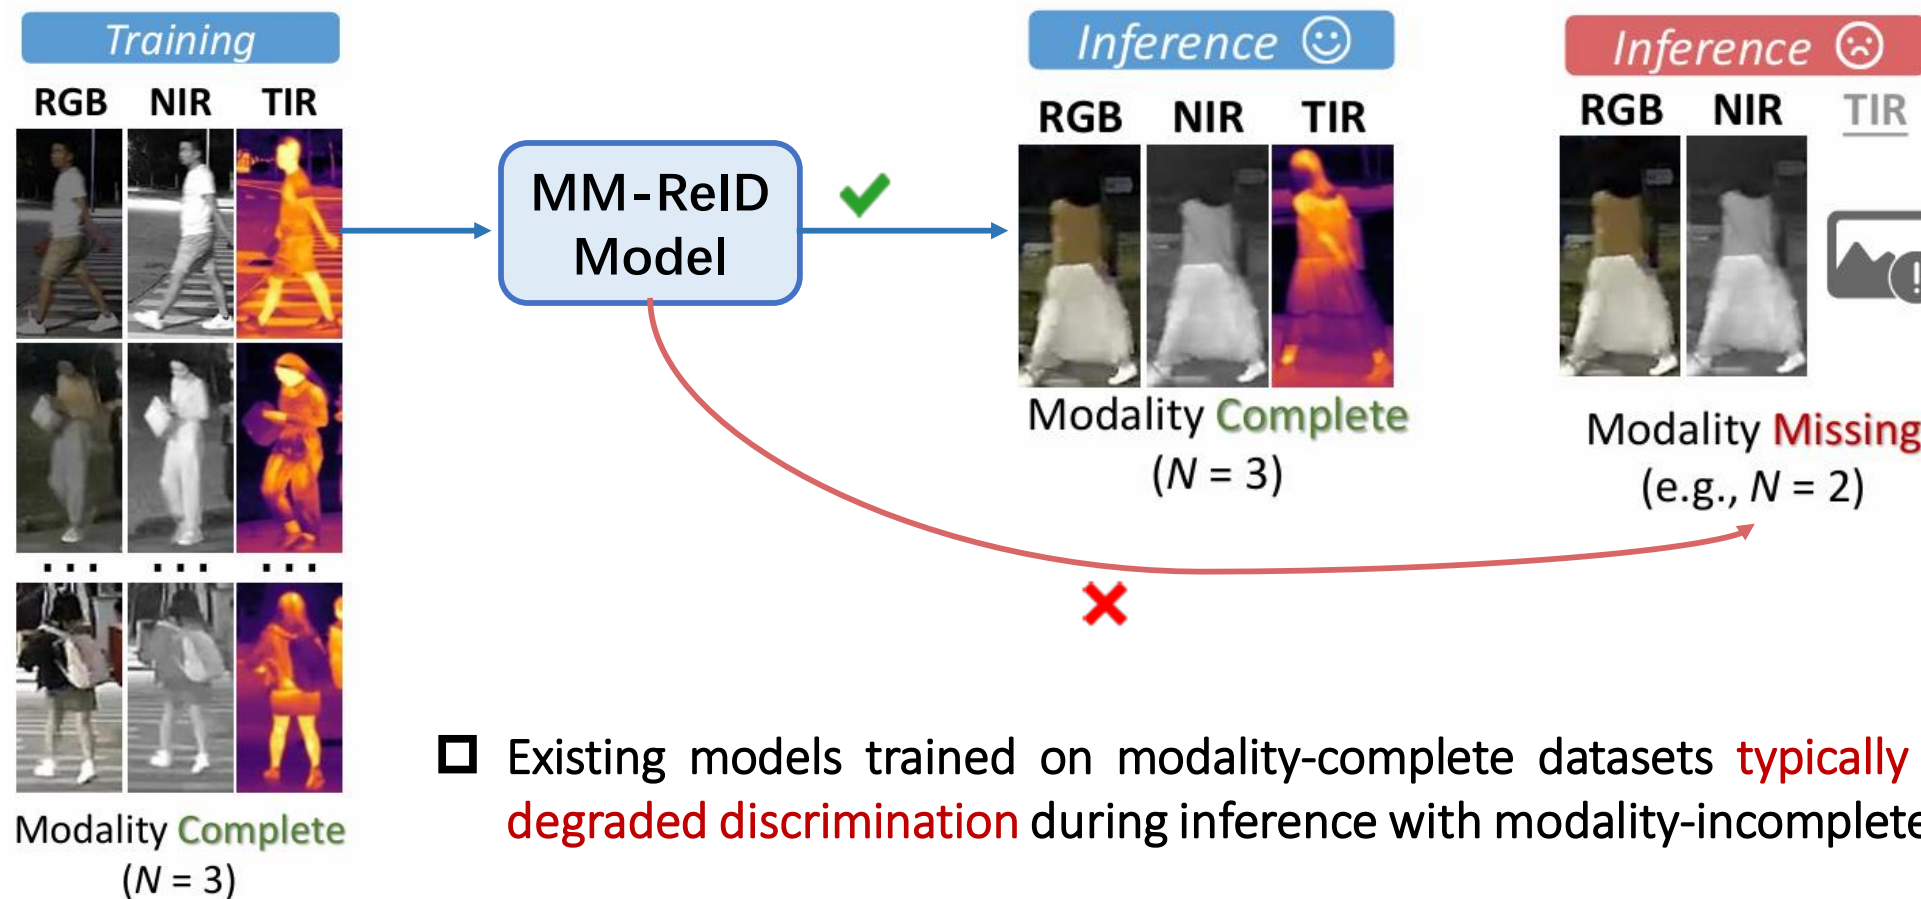 Training
RGB NIR TIR
. . . . . . . . .
Modality Complete
(N = 3)
MM-ReID
Model
Inference
RGB NIR TIR
Modality Complete
(N = 3)
Inference
RGB NIR TIR
Modality Missing
(e.g., N = 2)
Existing models trained on modality-complete datasets typically
degraded discrimination during inference with modality-incomplete